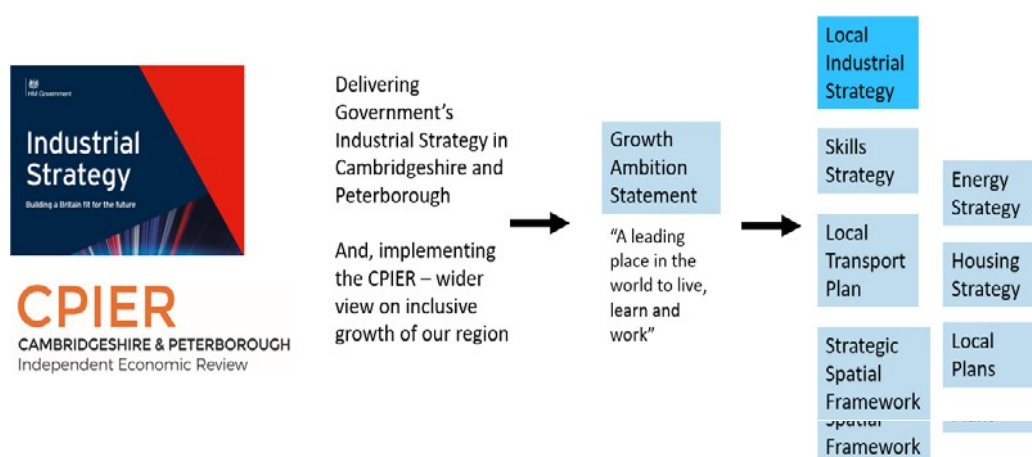 HM Government
Industrial
Strategy
Building a Britain fit for the future
CPIER
CAMBRIDGESHIRE & PETERBOROUGH
Independent Economic Review
Delivering
Government’s
Industrial Strategy in
Cambridgeshire and
Peterborough
And, implementing
the CPIER – wider
view on inclusive
growth of our region
Growth
Ambition
Statement
“A leading
place in the
world to live,
learn and
work”
Local
Industrial
Strategy
Skills
Strategy
Local
Transport
Plan
Strategic
Spatial
Framework
Spatial
Framework
Energy
Strategy
Housing
Strategy
Local
Plans